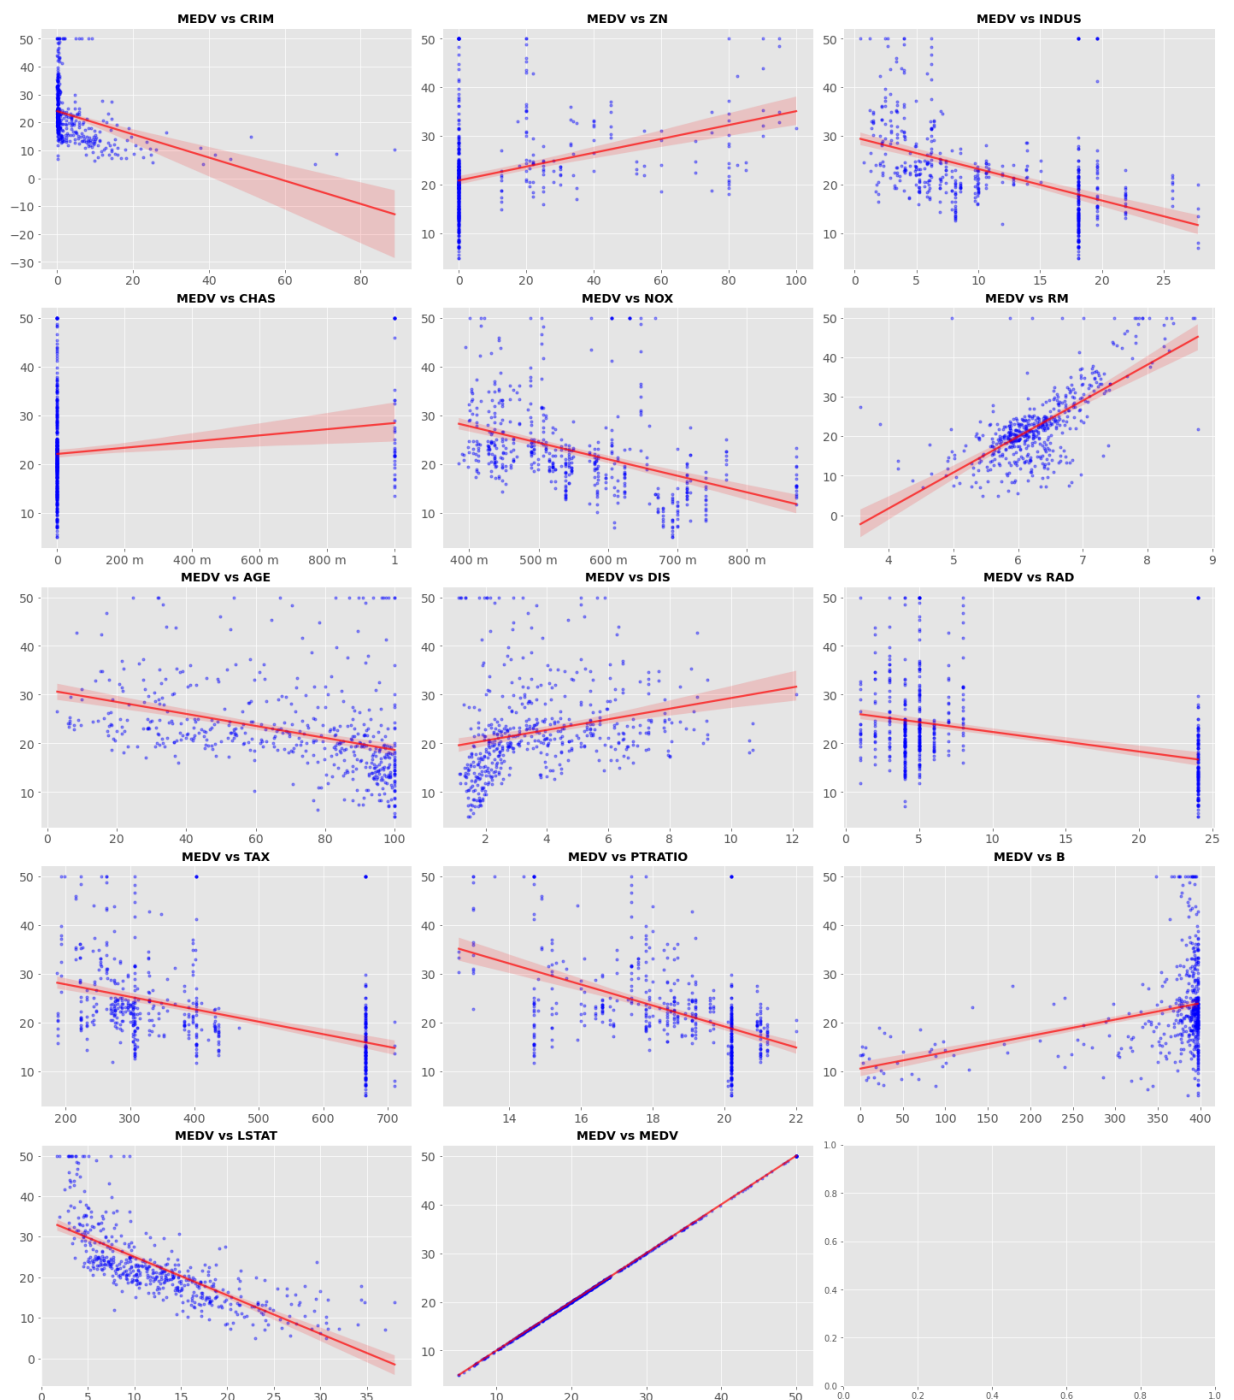 MEDV vs CRIM MEDV vs ZN MEDV vs INDUS
50 50 50
40
30 40 40
20
10 30 30
0
−10 20 20
−20
−30 10 10
0 20 40 60 80 0 20 40 60 80 100 0 5 10 15 20 25
MEDV vs CHAS MEDV vs NOX MEDV vs RM
50 50 50
40 40 40
30 30 30
20 20 20
10 10 10
0
0 200 m 400 m 600 m 800 m 1 400 m 500 m 600 m 700 m 800 m 4 5 6 7 8 9
MEDV vs AGE MEDV vs DIS MEDV vs RAD
50 50 50
40 40 40
30 30 30
20 20 20
10 10 10
0 20 40 60 80 100 2 4 6 8 10 12 0 5 10 15 20 25
MEDV vs TAX MEDV vs PTRATIO MEDV vs B
50 50 50
40 40 40
30 30 30
20 20 20
10 10 10
200 300 400 500 600 700 14 16 18 20 22 0 50 100 150 200 250 300 350 400
MEDV vs LSTAT MEDV vs MEDV
50 50 1.0
40 40 0.8
30 30 0.6
20 20 0.4
10 10 0.2
0 0.0
0 5 10 15 20 25 30 35 10 20 30 40 50 0.0 0.2 0.4 0.6 0.8 1.0